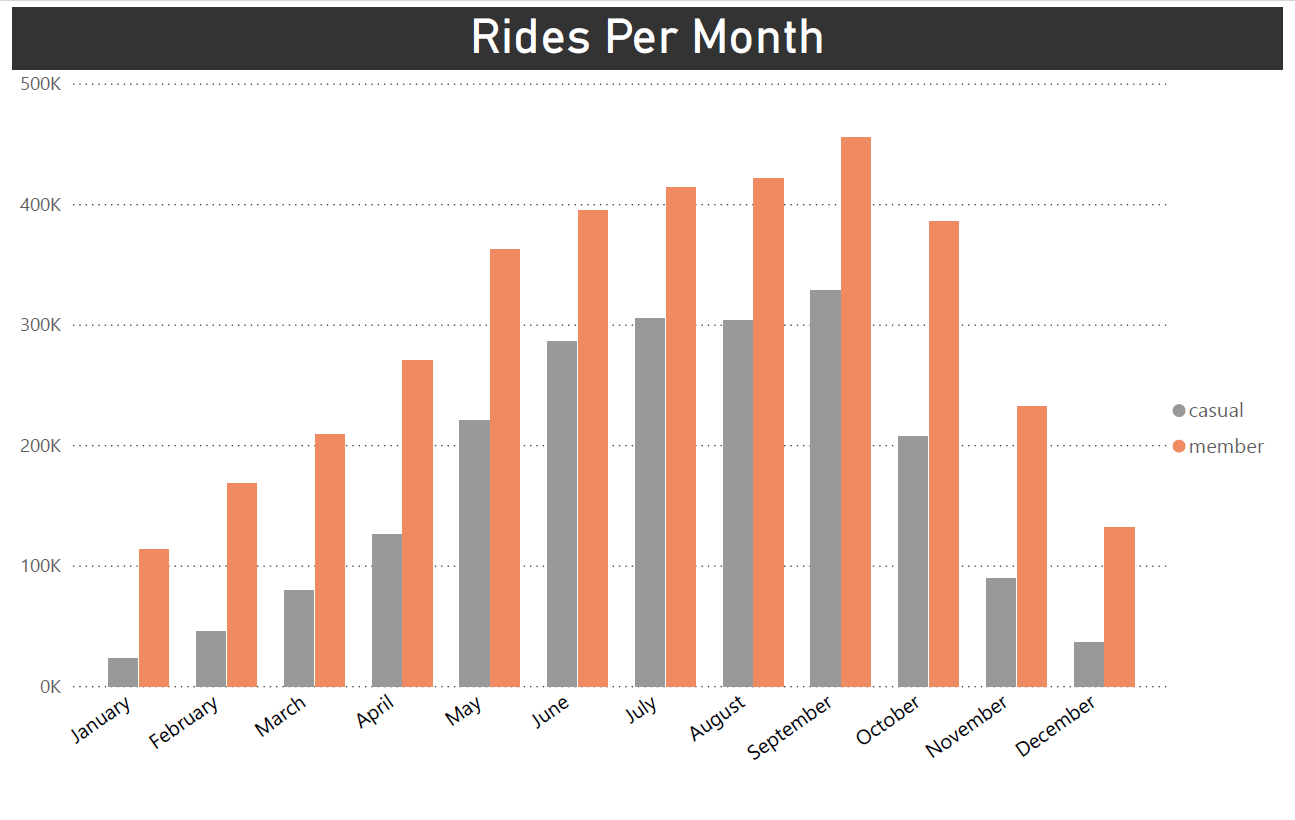 Rides Per Month
500K
400K
300K
200K
100K
0K
January
February
March
April
May
June
July
August
September
October
November
December
casual
member